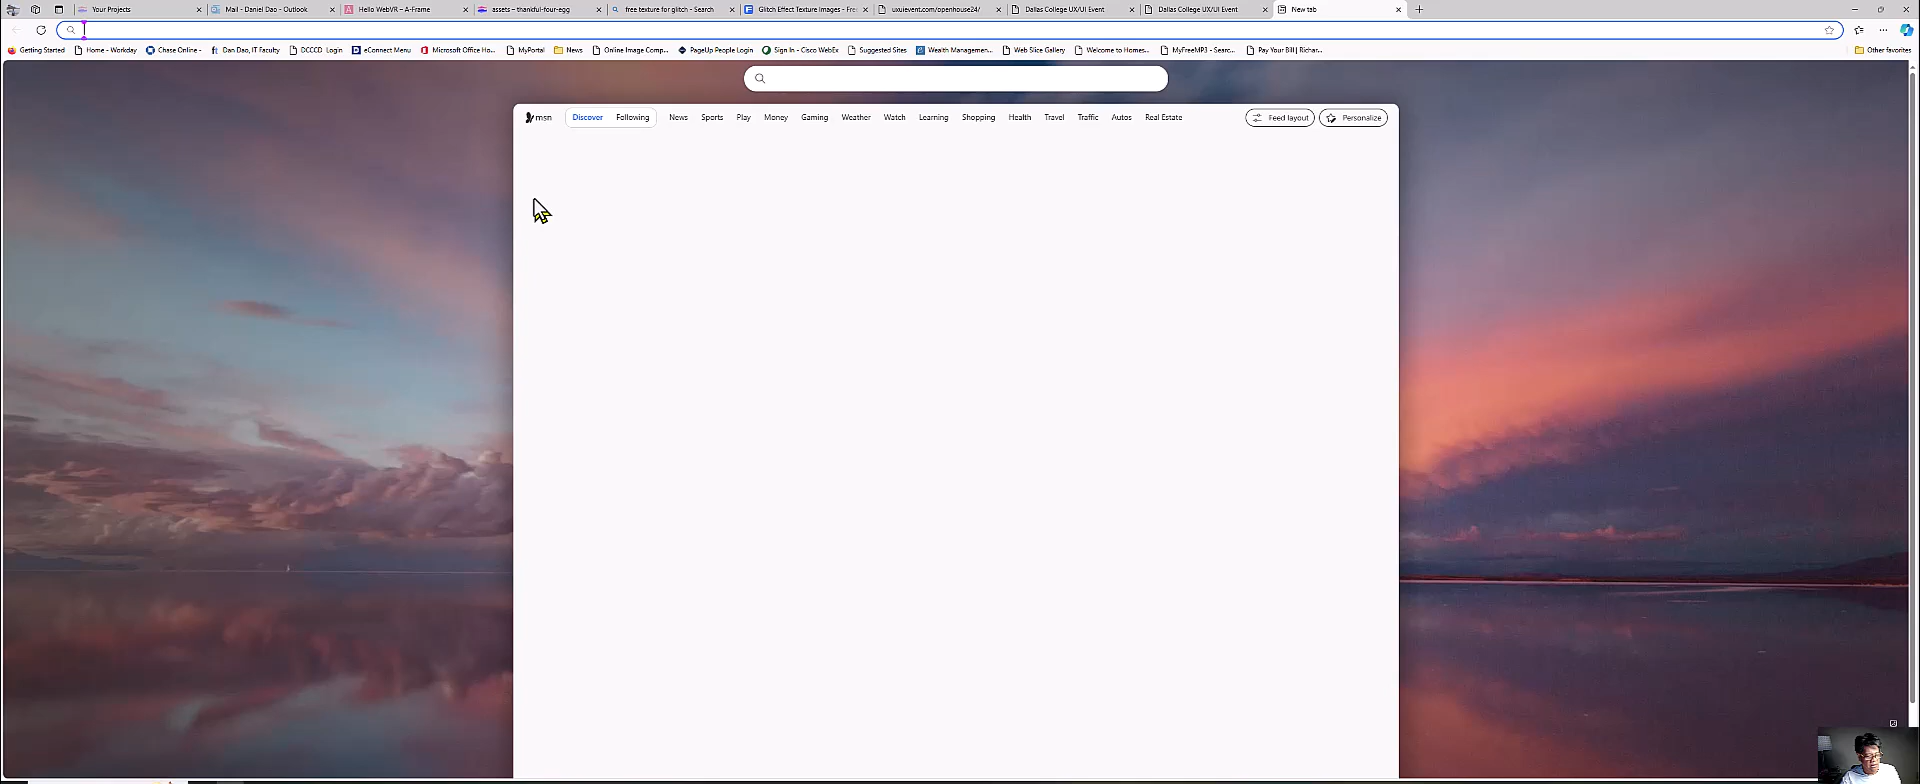 Your Projects Mail - Daniel Dao - Outlook Hello WebVR – A-Frame assets – thankful-four-egg free texture for glitch - Search Glitch Effect Texture Images - Fre uxuievent.com/openhouse24/ Dallas College UX/UI Event Dallas College UX/UI Event New tab
Getting Started Home - Workday Chase Online - Dan Dao, IT Faculty DCCCD Login eConnect Menu Microsoft Office Ho... MyPortal News Online Image Comp... PageUp People Login Sign In - Cisco WebEx Suggested Sites Wealth Managemen... Web Slice Gallery Welcome to Homes... MyFreeMP3 - Searc... Pay Your Bill | Richar... Other favorites
msn Discover Following News Sports Play Money Gaming Weather Watch Learning Shopping Health Travel Traffic Autos Real Estate Feed layout Personalize